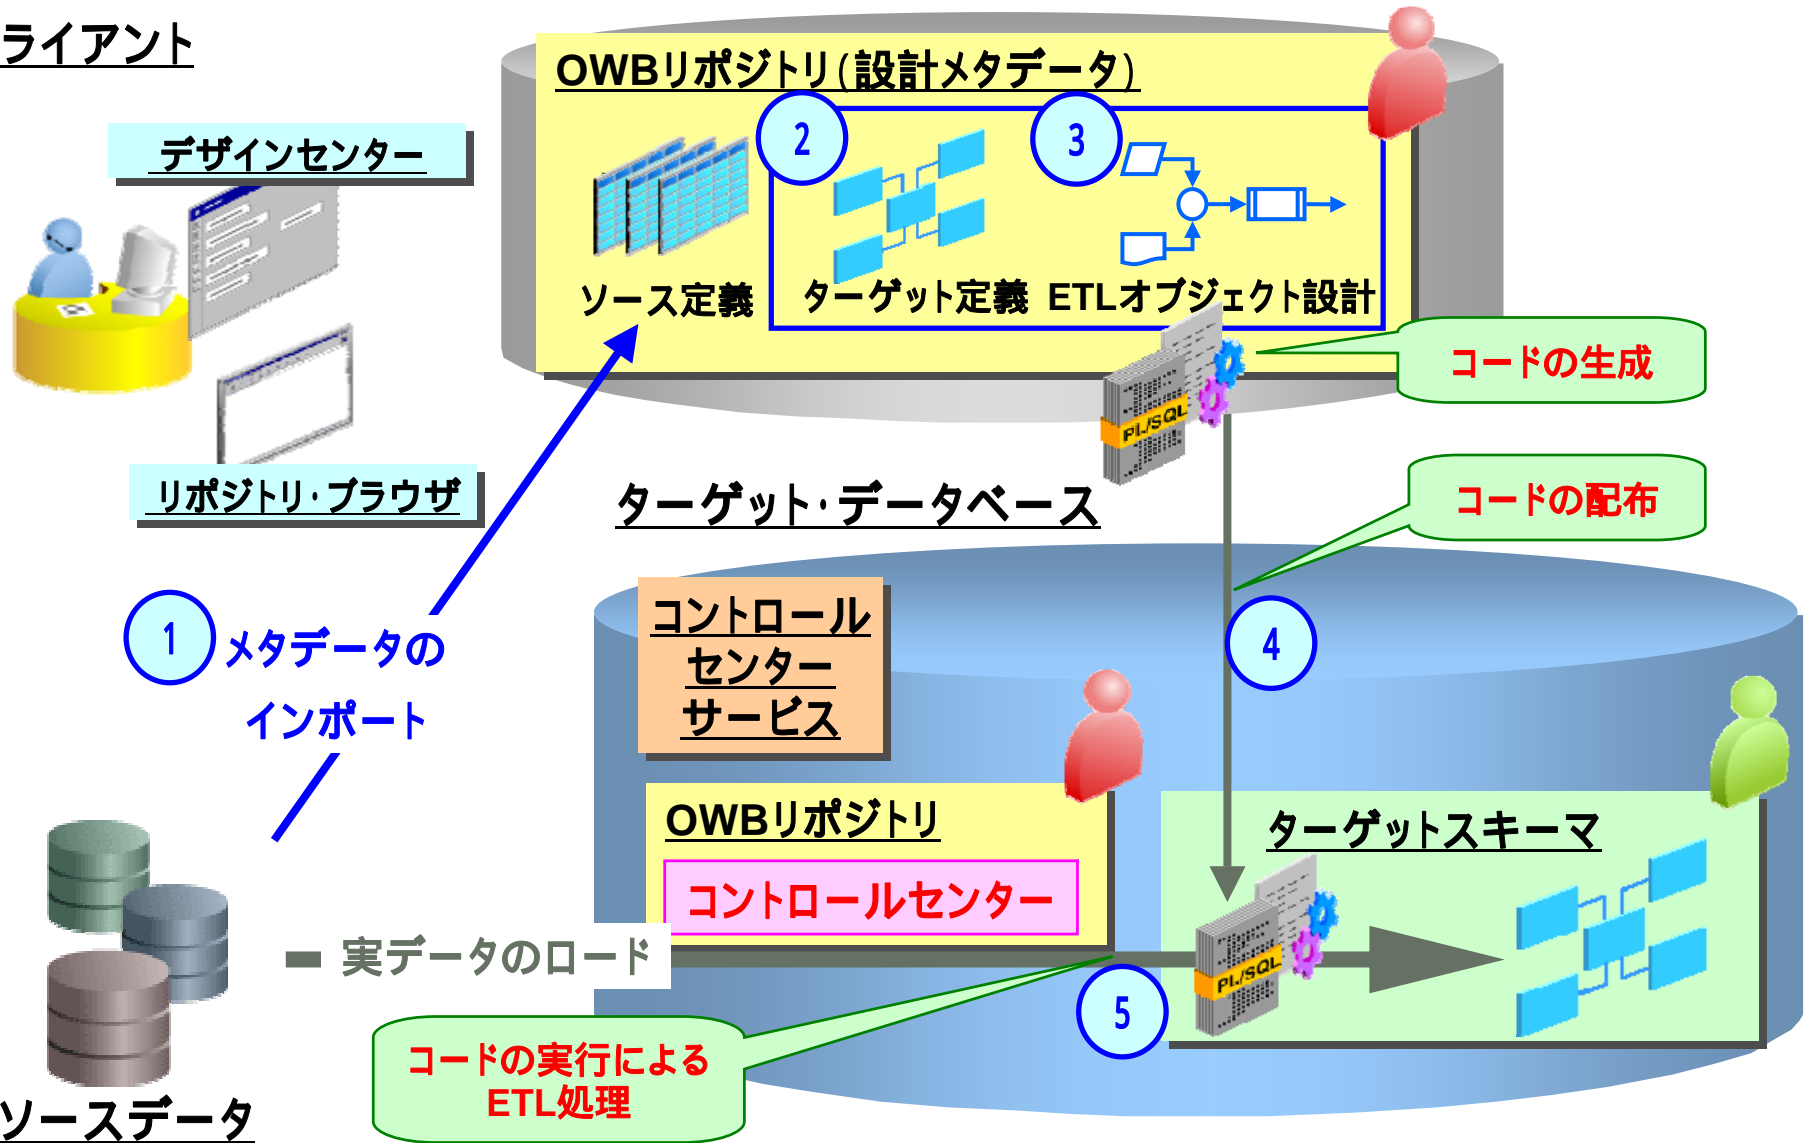 ライアント
OWBリポジトリ(設計メタデータ)
デザインセンター
2
3
ソース定義
ターゲット定義
ETLオブジェクト設計
PL/SQL
コードの生成
リポジトリ・ブラウザ
ターゲット・データベース
コードの配布
1
メタデータの
インポート
コントロール
センター
サービス
4
OWBリポジトリ
コントロールセンター
ターゲットスキーマ
実データのロード
PL/SQL
5
コードの実行による
ETL処理
ソースデータ